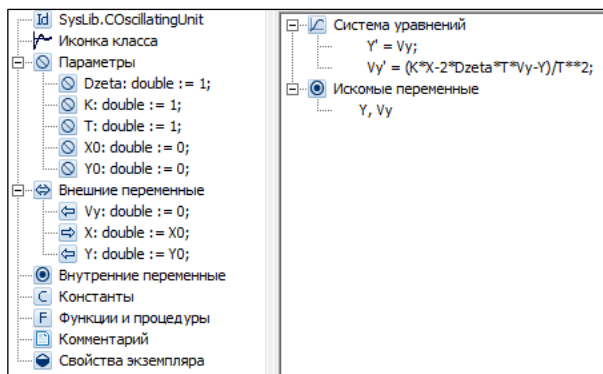 Id SysLib.COscillatingUnit
Иконка класса
Параметры
Dzeta: double := 1;
K: double := 1;
T: double := 1;
X0: double := 0;
Y0: double := 0;
Внешние переменные
Vy: double := 0;
X: double := X0;
Y: double := Y0;
Внутренние переменные
C Константы
F Функции и процедуры
Комментарий
Свойства экземпляра
Система уравнений
Y' = Vy;
Vy' = (K*X-2*Dzeta*T*Vy-Y)/T**2;
Искомые переменные
Y, Vy